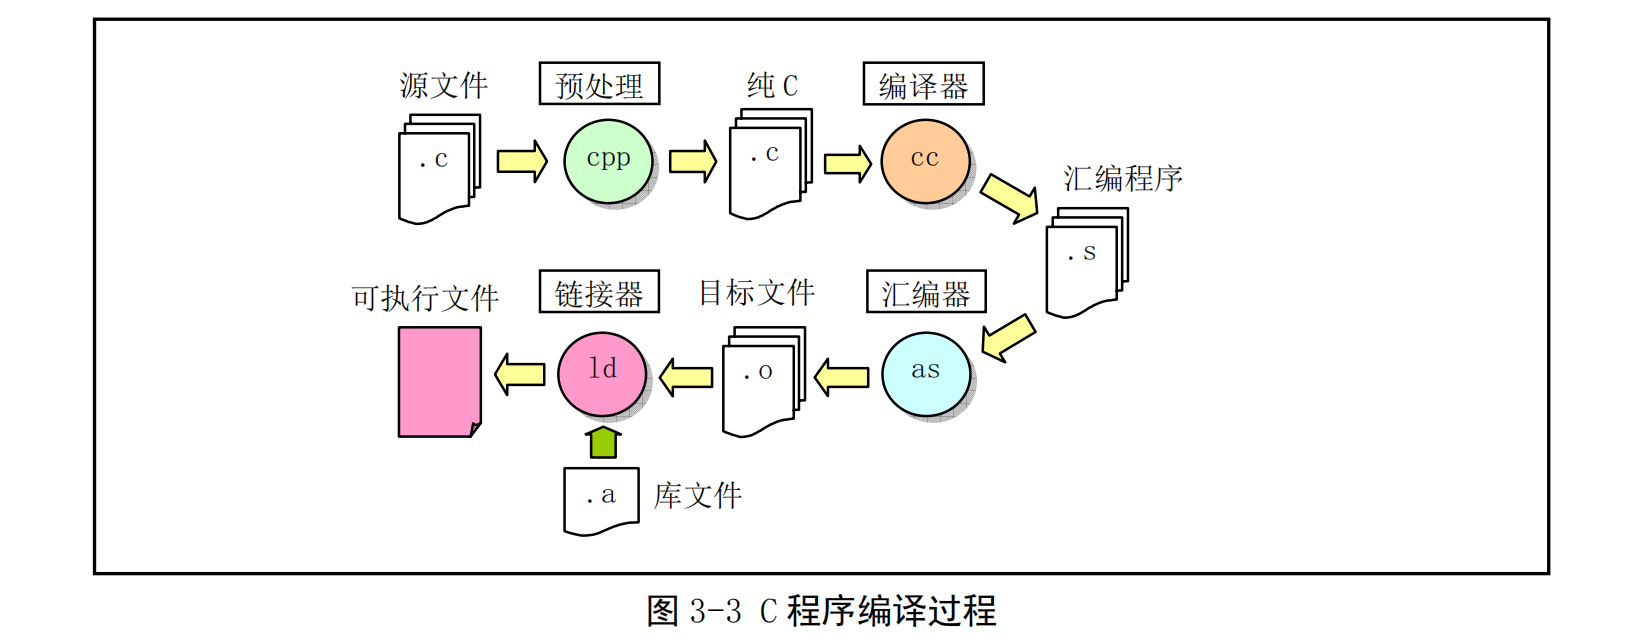 源文件
预处理
纯 C
编译器
.c
cpp
.c
cc
汇编程序
.s
可执行文件
链接器
目标文件
汇编器
ld
.o
as
.a
库文件
图 3-3 C 程序编译过程